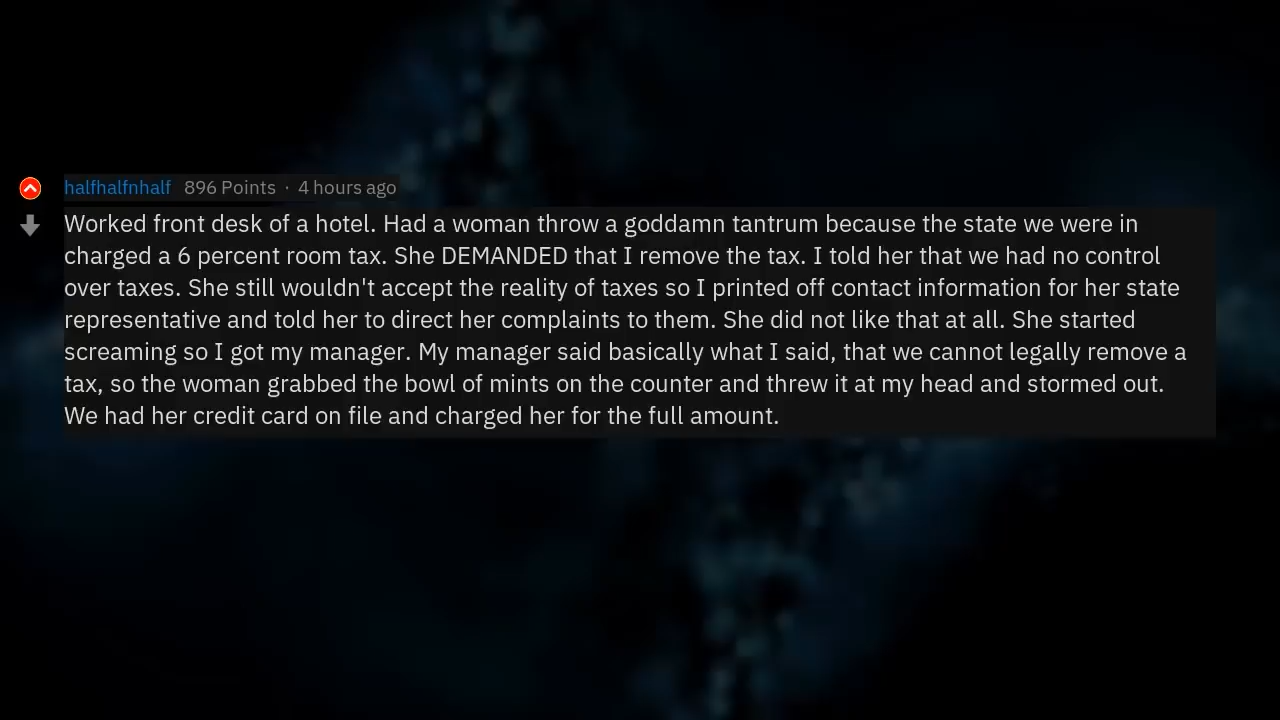 halfhalfnhalf 896 Points · 4 hours ago
Worked front desk of a hotel. Had a woman throw a goddamn tantrum because the state we were in
charged a 6 percent room tax. She DEMANDED that I remove the tax. I told her that we had no control
over taxes. She still wouldn't accept the reality of taxes so I printed off contact information for her state
representative and told her to direct her complaints to them. She did not like that at all. She started
screaming so I got my manager. My manager said basically what I said, that we cannot legally remove a
tax, so the woman grabbed the bowl of mints on the counter and threw it at my head and stormed out.
We had her credit card on file and charged her for the full amount.